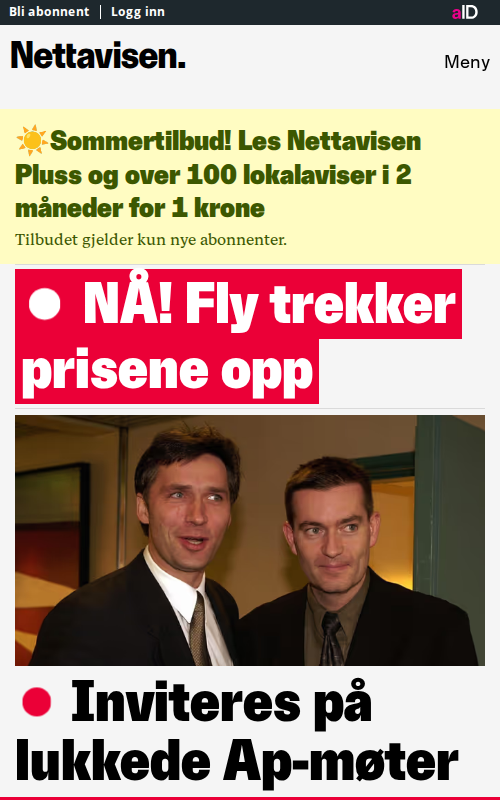 Bli abonnent | Logg inn
aID
Nettavisen.
Meny
☀️Sommertilbud! Les Nettavisen
Pluss og over 100 lokalaviser i 2
måneder for 1 krone
Tilbudet gjelder kun nye abonnenter.
NÅ! Fly trekker
prisene opp
Inviteres på
lukkede Ap-møter